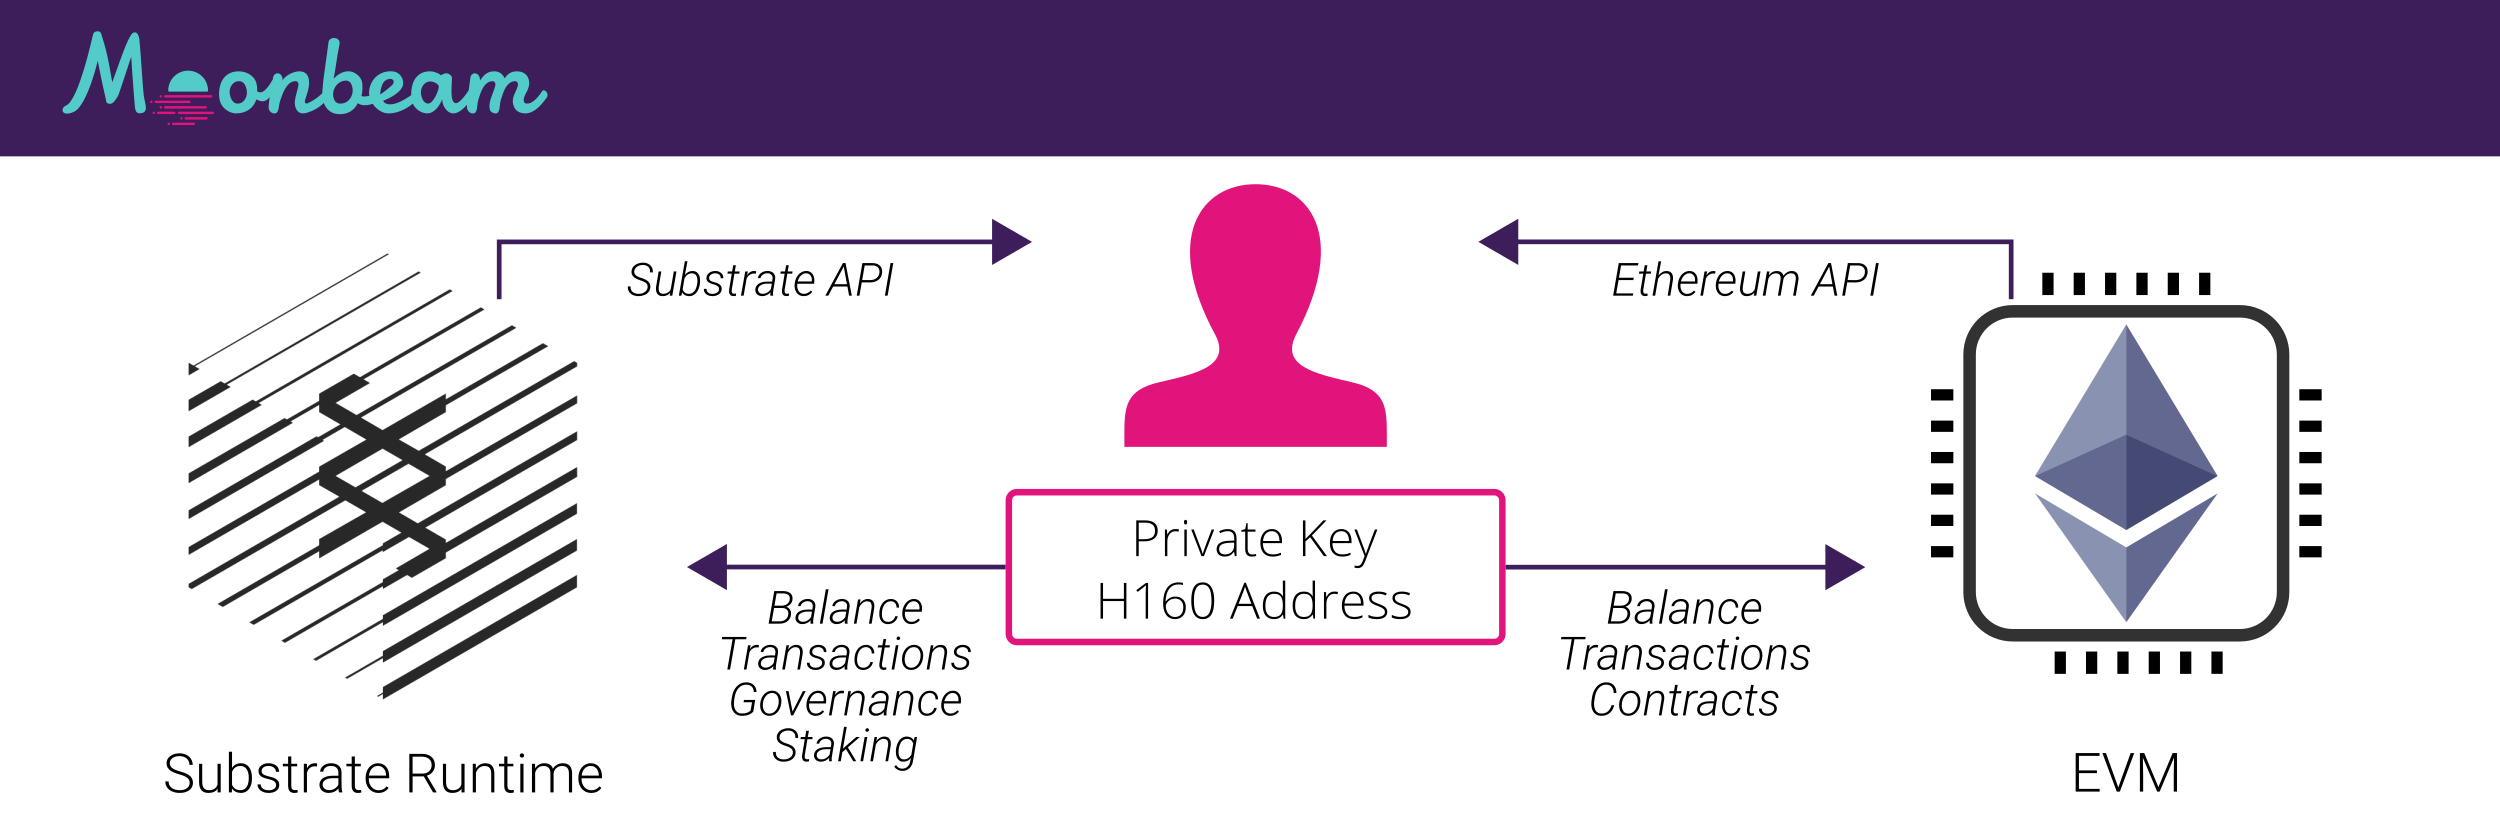 Moonbeam
Substrate API
Ethereum API
Private Key
H160 Address
Balance
Transactions
Governance
Staking
Balance
Transactions
Contracts
Substrate Runtime
EVM